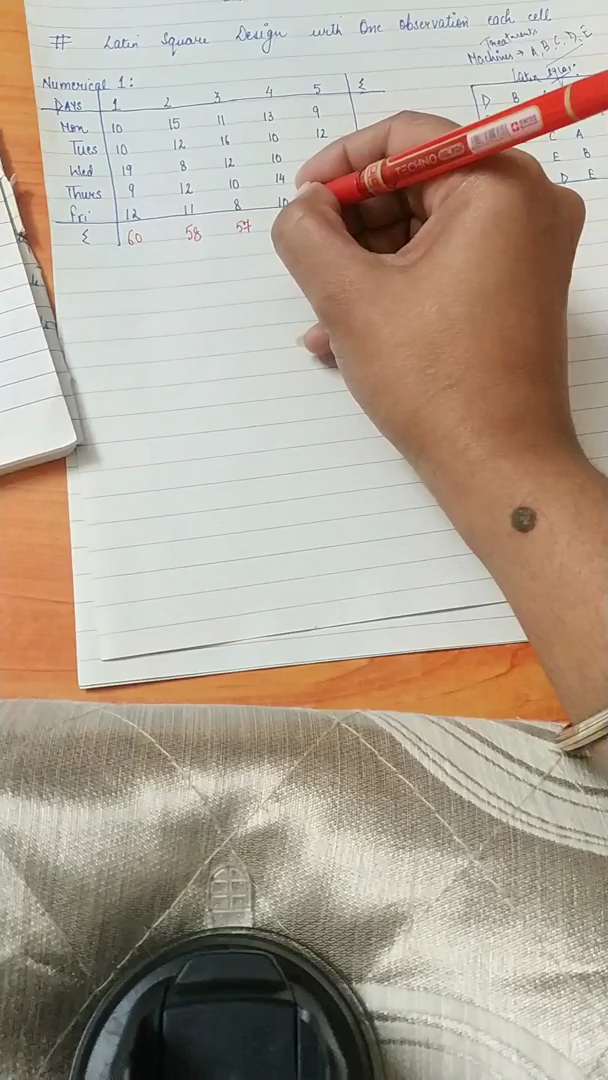 # Latin Square Design with One observation each cell
Treatments
Machines → A, B, C, D, E
Numerical 1:
Latin Square:
DAYS 1 2 3 4 5 Σ
Mon 10 15 11 13 9
D B
Tues 10 12 16 10 12
Wed 19 8 12 10
C A
Thurs 9 12 10 14
E B
Fri 12 11 8 10
D E
Σ 60 58 57
TECHNO